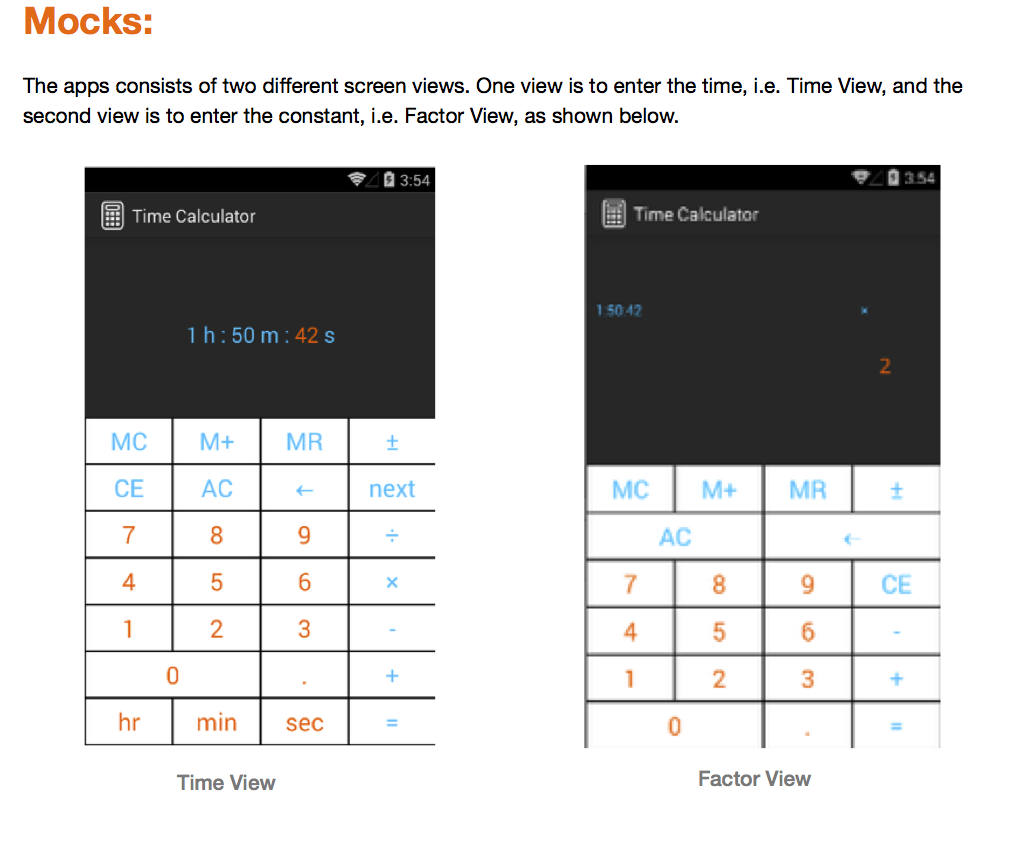 Mocks:
The apps consists of two different screen views. One view is to enter the time, i.e. Time View, and the
second view is to enter the constant, i.e. Factor View, as shown below.
3:54
Time Calculator
1 h : 50 m : 42 s
MC M+ MR ±
CE AC ← next
7 8 9 ÷
4 5 6 ×
1 2 3 -
0 . +
hr min sec =
Time View
3:54
Time Calculator
1:50:42 ×
2
MC M+ MR ±
AC ←
7 8 9 CE
4 5 6 -
1 2 3 +
0 . =
Factor View